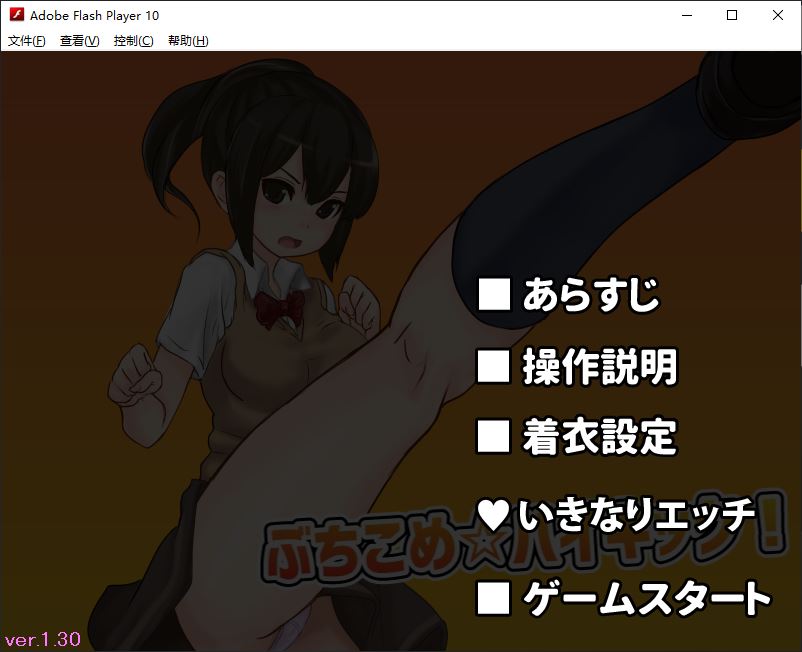 Adobe Flash Player 10
文件(F) 查看(V) 控制(C) 帮助(H)
■ あらすじ
■ 操作説明
■ 着衣設定
♥いきなりエッチ
ぶちこめ☆ハイキック!
■ ゲームスタート
ver.1.30